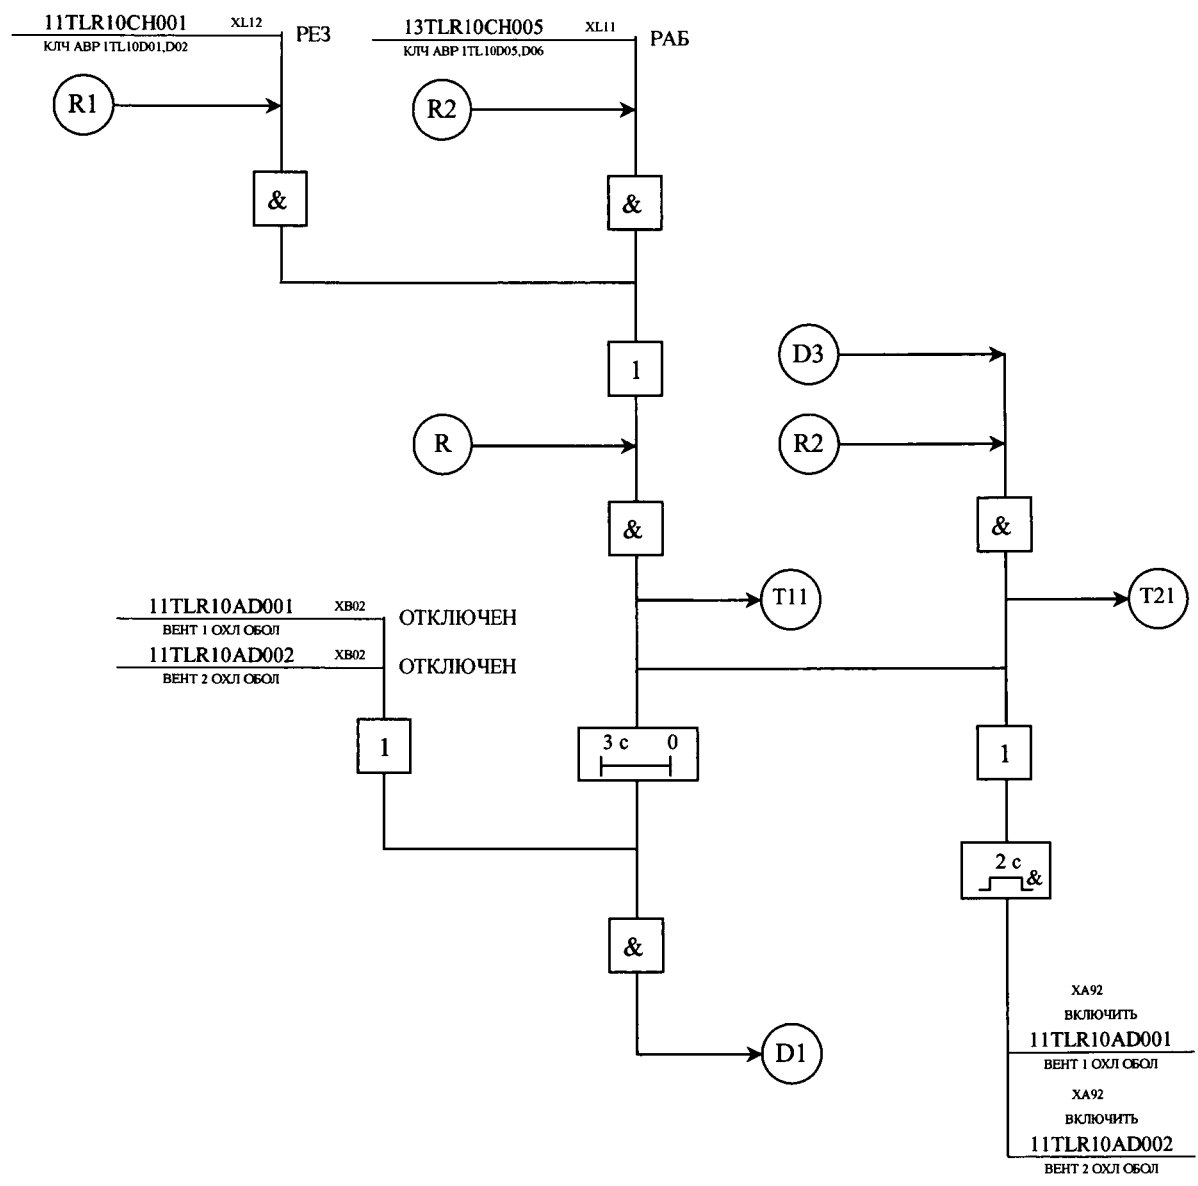 11TLR10CH001 XL12 РЕЗ
КЛЧ АВР 1TL10D01,D02
13TLR10CH005 XL11 РАБ
КЛЧ АВР 1TL10D05,D06
R1
R2
&
&
1
D3
R
R2
&
&
T11
T21
11TLR10AD001 XB02 ОТКЛЮЧЕН
ВЕНТ 1 ОХЛ ОБОЛ
11TLR10AD002 XB02 ОТКЛЮЧЕН
ВЕНТ 2 ОХЛ ОБОЛ
1
3 с 0
1
2 с
&
&
D1
XA92
ВКЛЮЧИТЬ
11TLR10AD001
ВЕНТ 1 ОХЛ ОБОЛ
XA92
ВКЛЮЧИТЬ
11TLR10AD002
ВЕНТ 2 ОХЛ ОБОЛ